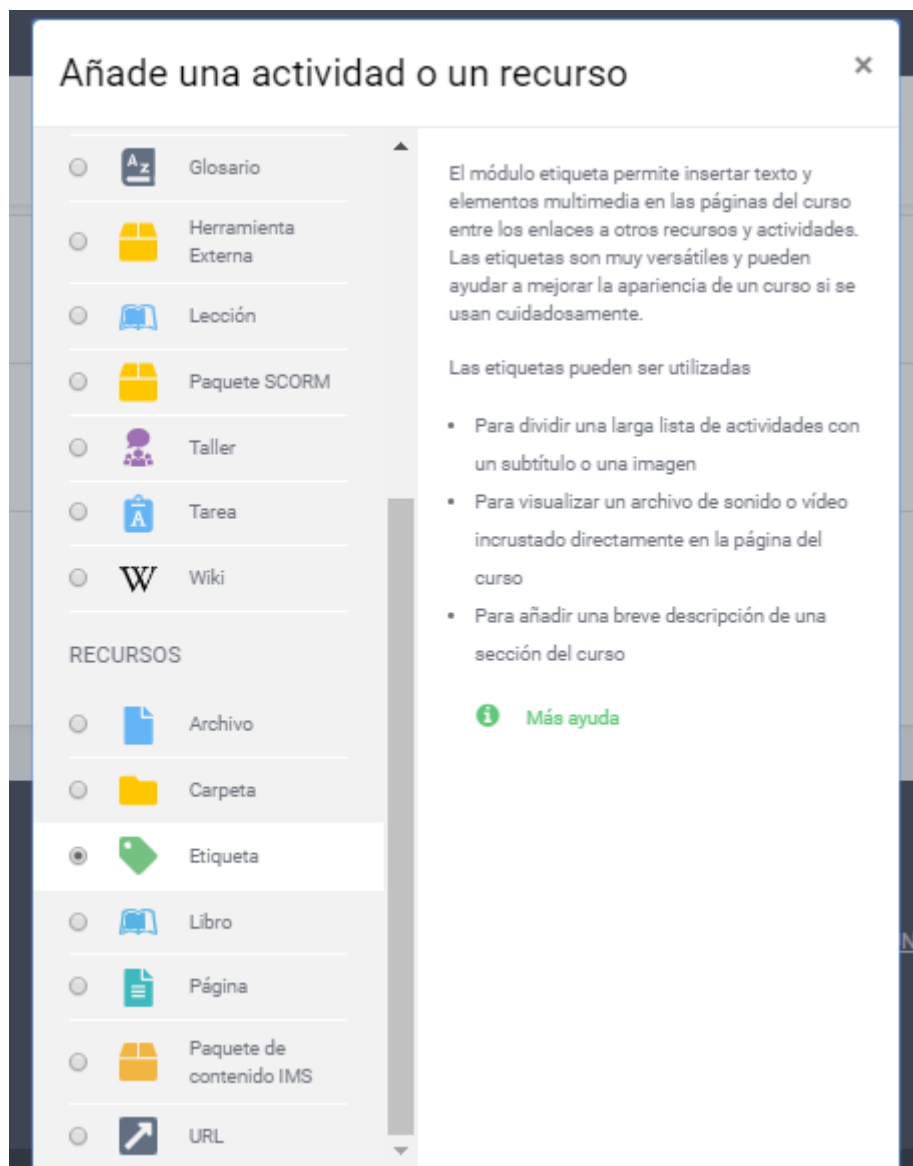 Añade una actividad o un recurso
×
Glosario
Herramienta
Externa
Lección
Paquete SCORM
Taller
Tarea
Wiki
RECURSOS
Archivo
Carpeta
Etiqueta
Libro
Página
Paquete de
contenido IMS
URL
El módulo etiqueta permite insertar texto y
elementos multimedia en las páginas del curso
entre los enlaces a otros recursos y actividades.
Las etiquetas son muy versátiles y pueden
ayudar a mejorar la apariencia de un curso si se
usan cuidadosamente.
Las etiquetas pueden ser utilizadas
• Para dividir una larga lista de actividades con
un subtítulo o una imagen
• Para visualizar un archivo de sonido o vídeo
incrustado directamente en la página del
curso
• Para añadir una breve descripción de una
sección del curso
Más ayuda